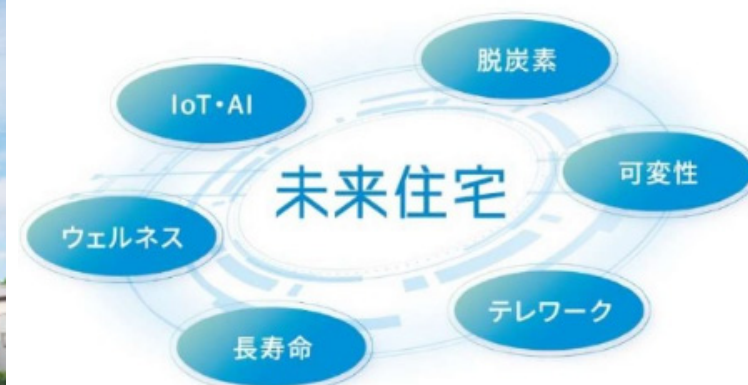 脱炭素
IoT・AI
可変性
未来住宅
ウェルネス
テレワーク
長寿命